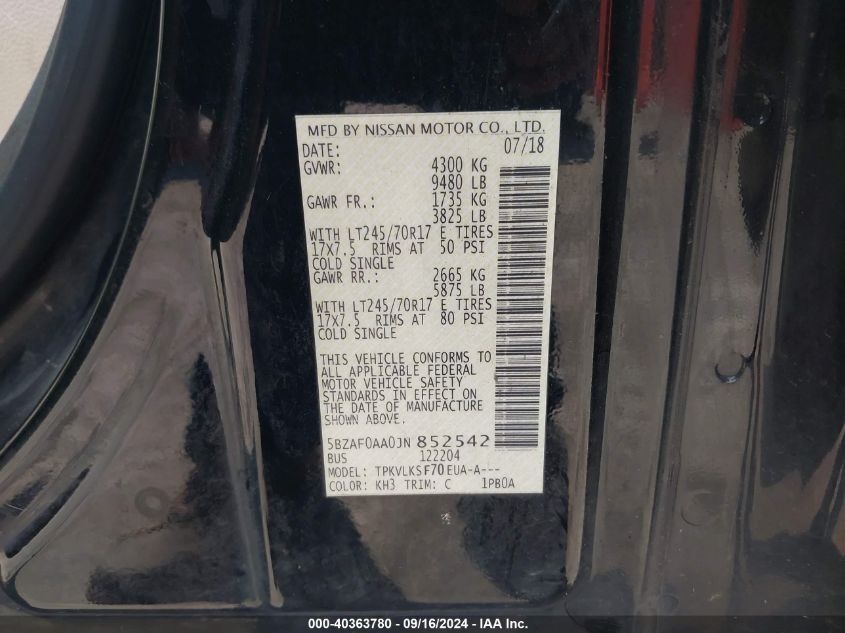 MFD BY NISSAN MOTOR CO., LTD.
DATE: 07/18
GVWR: 4300 KG
9480 LB
GAWR FR.: 1735 KG
3825 LB
WITH LT245/70R17 E TIRES
17X7.5 RIMS AT 50 PSI
COLD SINGLE
GAWR RR.: 2665 KG
5875 LB
WITH LT245/70R17 E TIRES
17X7.5 RIMS AT 80 PSI
COLD SINGLE
THIS VEHICLE CONFORMS TO
ALL APPLICABLE FEDERAL
MOTOR VEHICLE SAFETY
STANDARDS IN EFFECT ON
THE DATE OF MANUFACTURE
SHOWN ABOVE.
5BZAF0AA0JN 852542
BUS 122204
MODEL: TPKVLKSF70EUA-A---
COLOR: KH3 TRIM: C 1PB0A
000-40363780 - 09/16/2024 - IAA Inc.